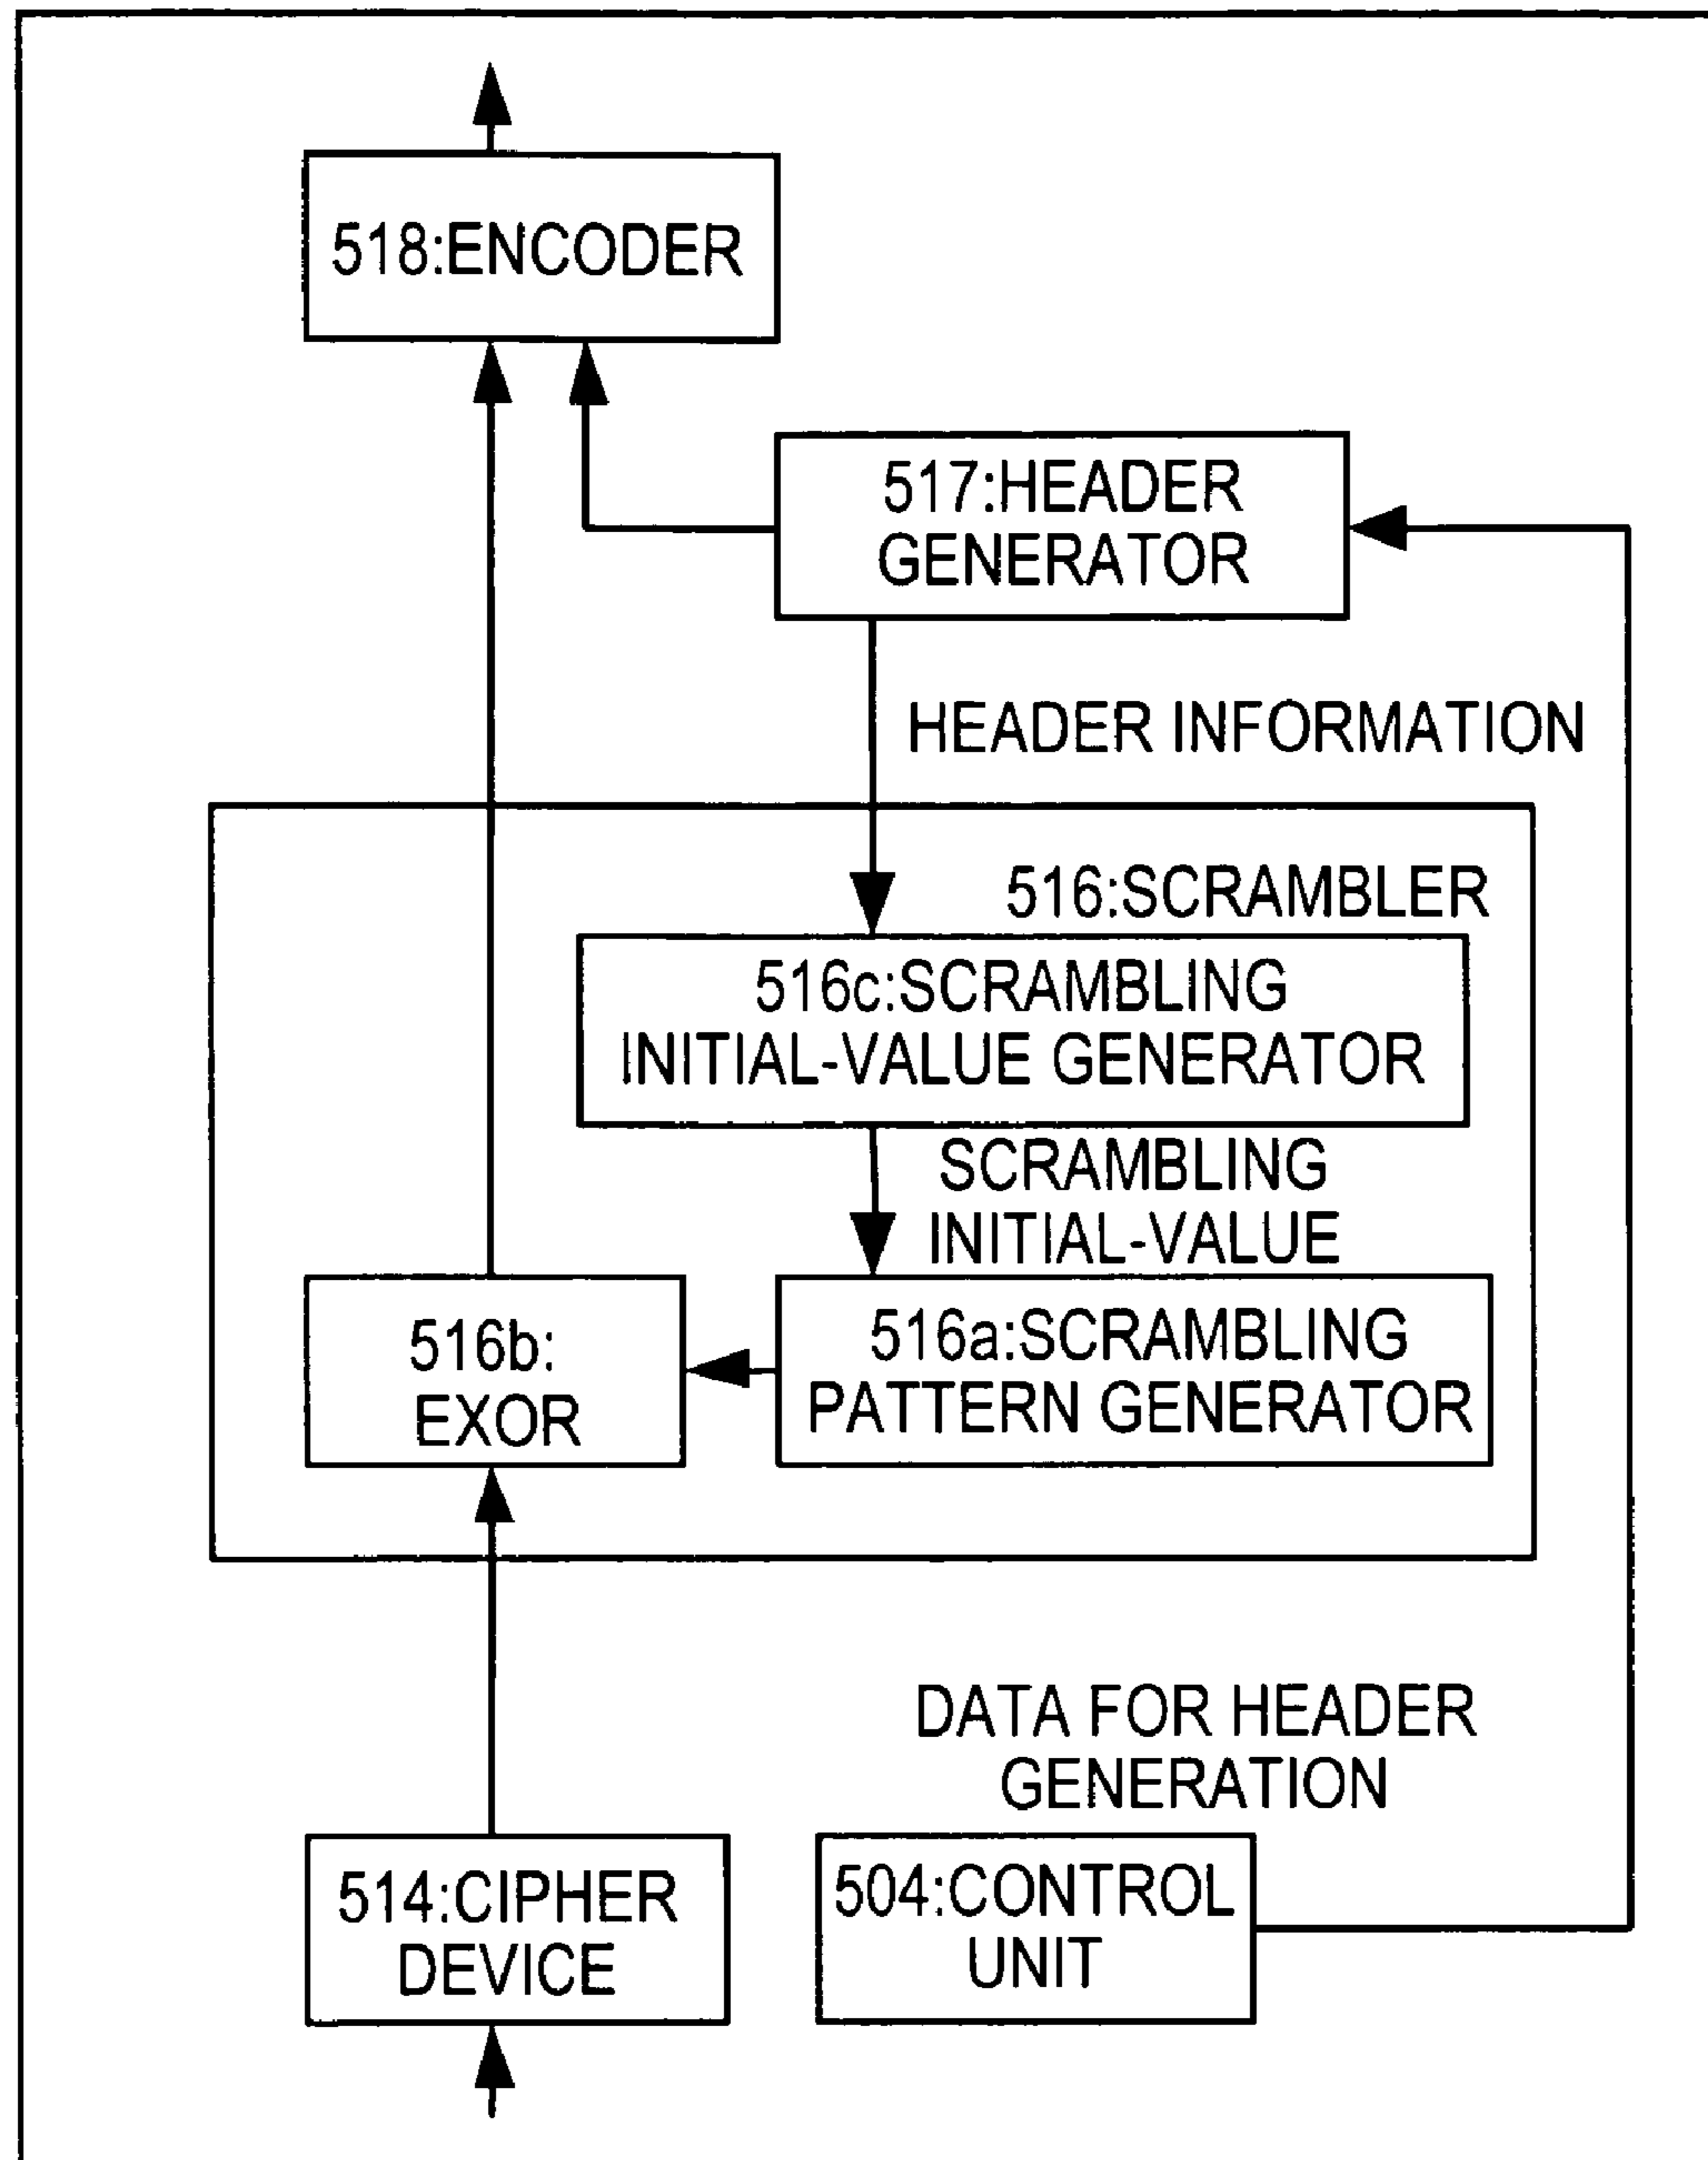 518:ENCODER
517:HEADER
GENERATOR
HEADER INFORMATION
516:SCRAMBLER
516c:SCRAMBLING
INITIAL-VALUE GENERATOR
SCRAMBLING
INITIAL-VALUE
516b:
EXOR
516a:SCRAMBLING
PATTERN GENERATOR
DATA FOR HEADER
GENERATION
514:CIPHER
DEVICE
504:CONTROL
UNIT